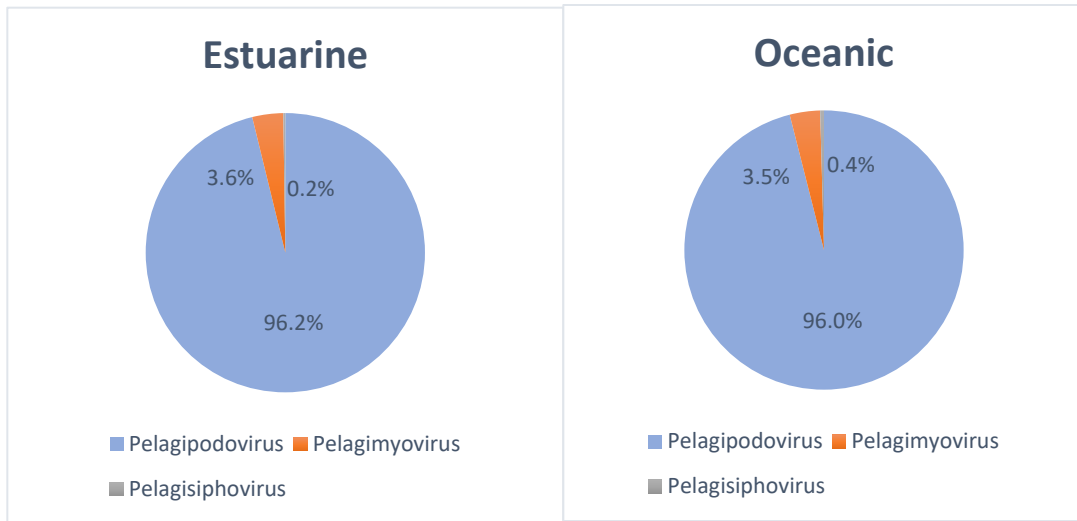 Estuarine
3.6%
0.2%
96.2%
Pelagipodovirus Pelagimyovirus
Pelagisiphovirus
Oceanic
3.5%
0.4%
96.0%
Pelagipodovirus Pelagimyovirus
Pelagisiphovirus